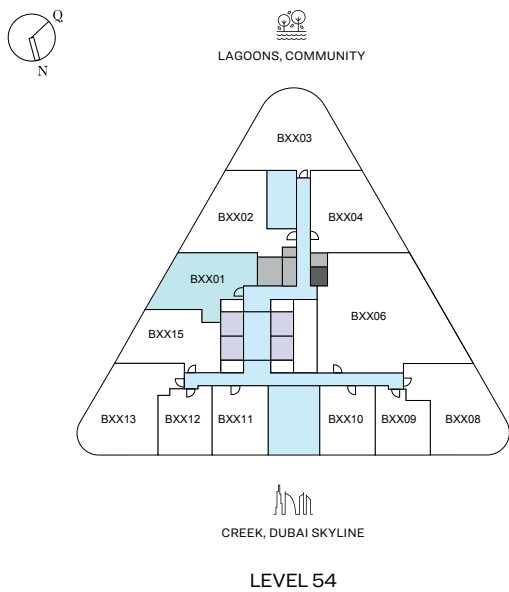 Q
N
LAGOONS, COMMUNITY
BXX03
BXX02
BXX04
BXX01
BXX06
BXX15
BXX13
BXX12
BXX11
BXX10
BXX09
BXX08
CREEK, DUBAI SKYLINE
LEVEL 54